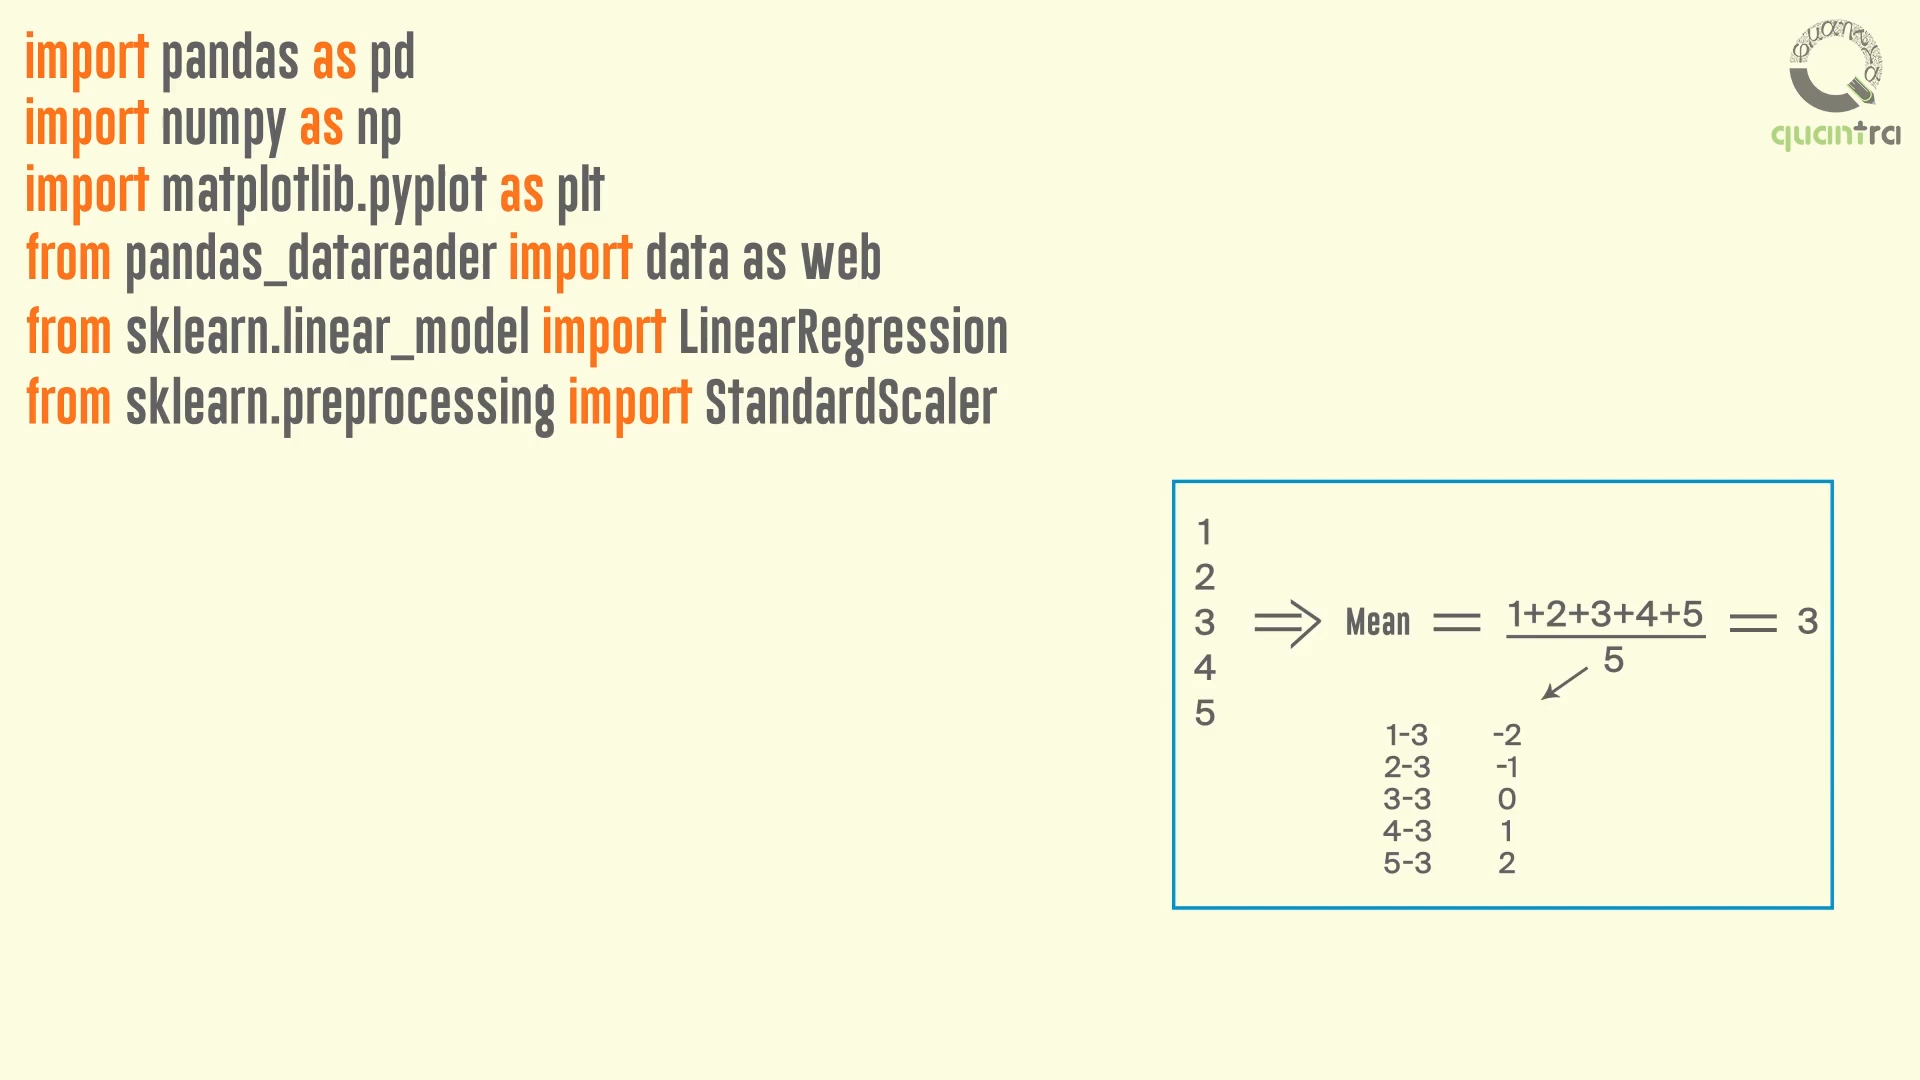 import pandas as pd
import numpy as np
import matplotlib.pyplot as plt
from pandas_datareader import data as web
from sklearn.linear_model import LinearRegression
from sklearn.preprocessing import StandardScaler
quantra
1
2
3
4
5
Mean = 1+2+3+4+5 = 3
5
1-3 -2
2-3 -1
3-3 0
4-3 1
5-3 2